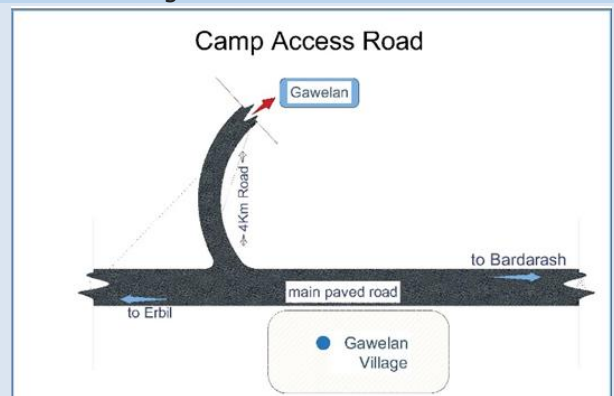 Camp Access Road
Gawelan
4Km Road
to Bardarash
main paved road
to Erbil
Gawelan
Village